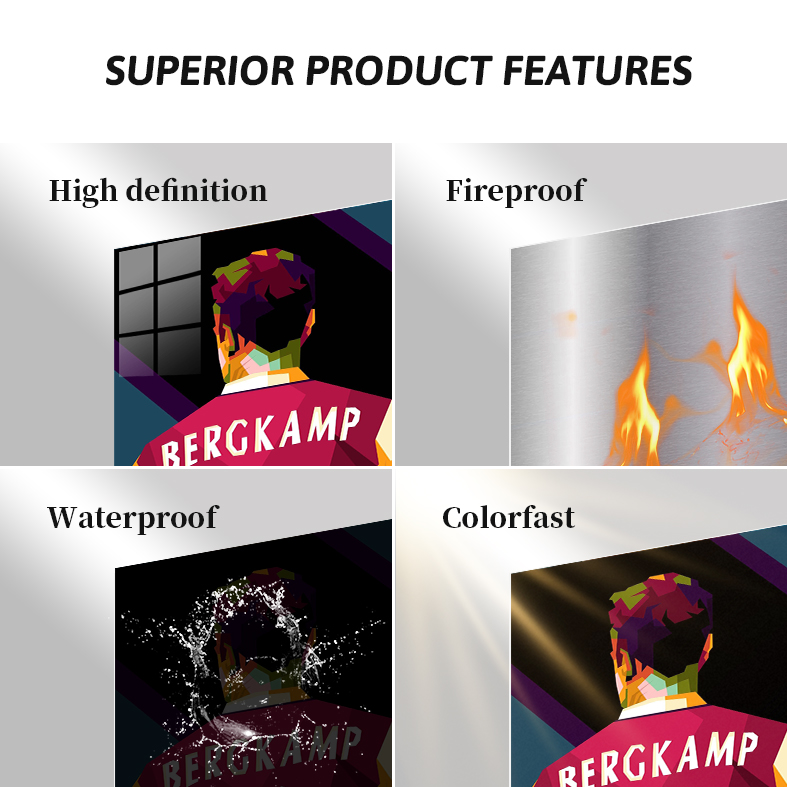 SUPERIOR PRODUCT FEATURES
High definition
Fireproof
BERGKAMP
Waterproof
Colorfast
BERGKAMP
BERGKAMP